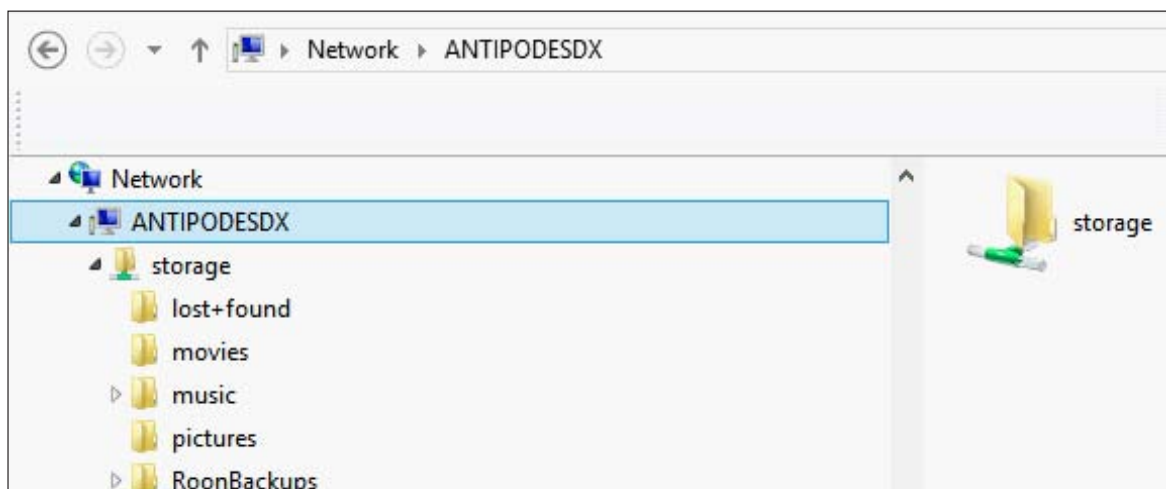 Network ANTIPODESDX
Network
ANTIPODESDX
storage
storage
lost+found
movies
music
pictures
RoonBackups